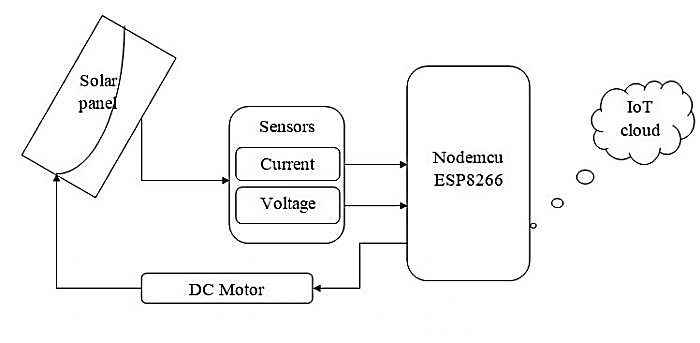 Solar
panel
Sensors
Current
Voltage
Nodemcu
ESP8266
IoT
cloud
DC Motor